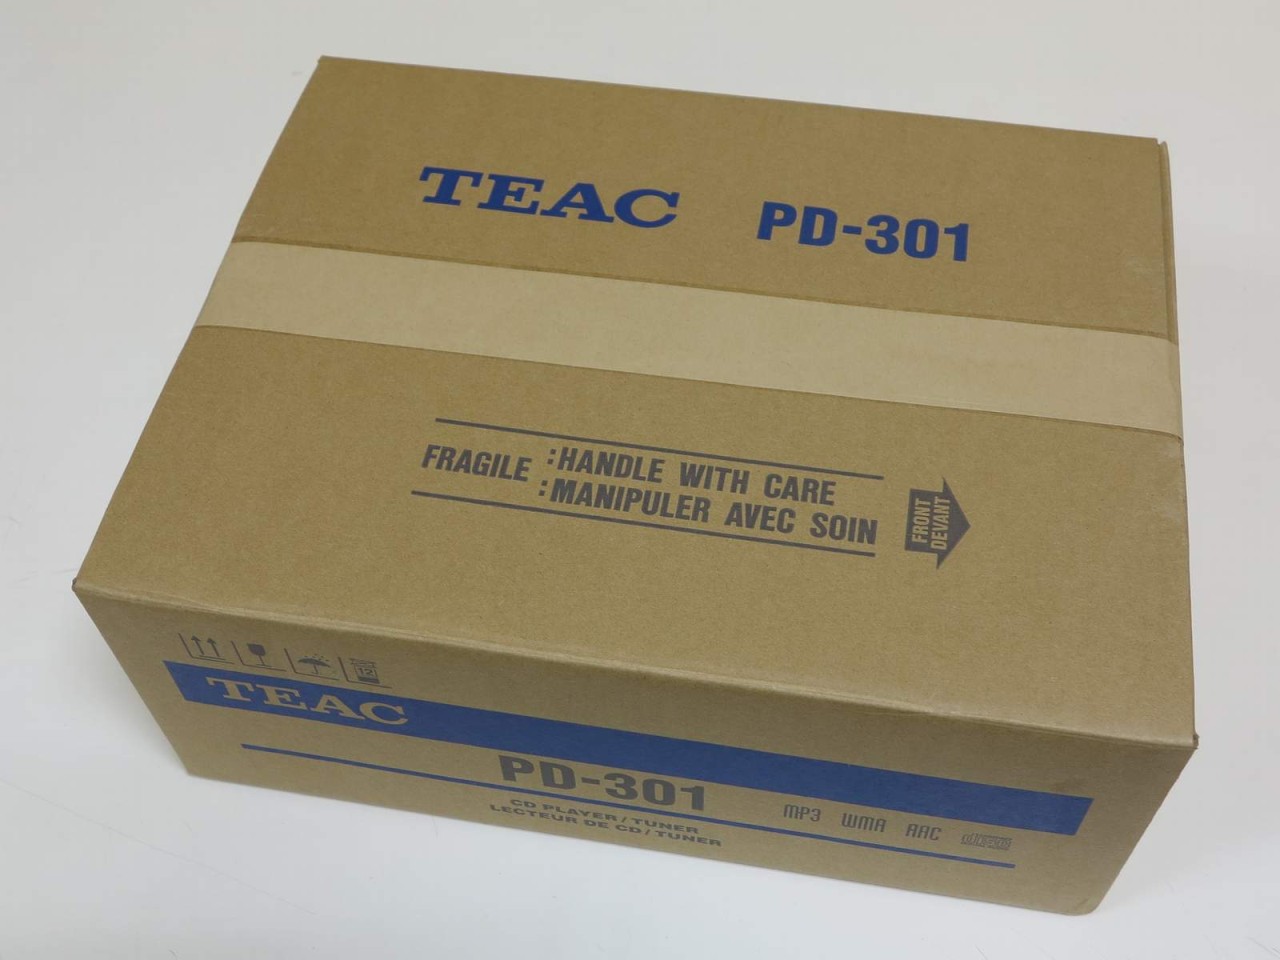 TEAC PD-301
FRAGILE :HANDLE WITH CARE
:MANIPULER AVEC SOIN
FRONT
DEVANT
12
TEAC
PD-301
CD PLAYER/TUNER
LECTEUR DE CD/TUNER
MP3 WMA AAC